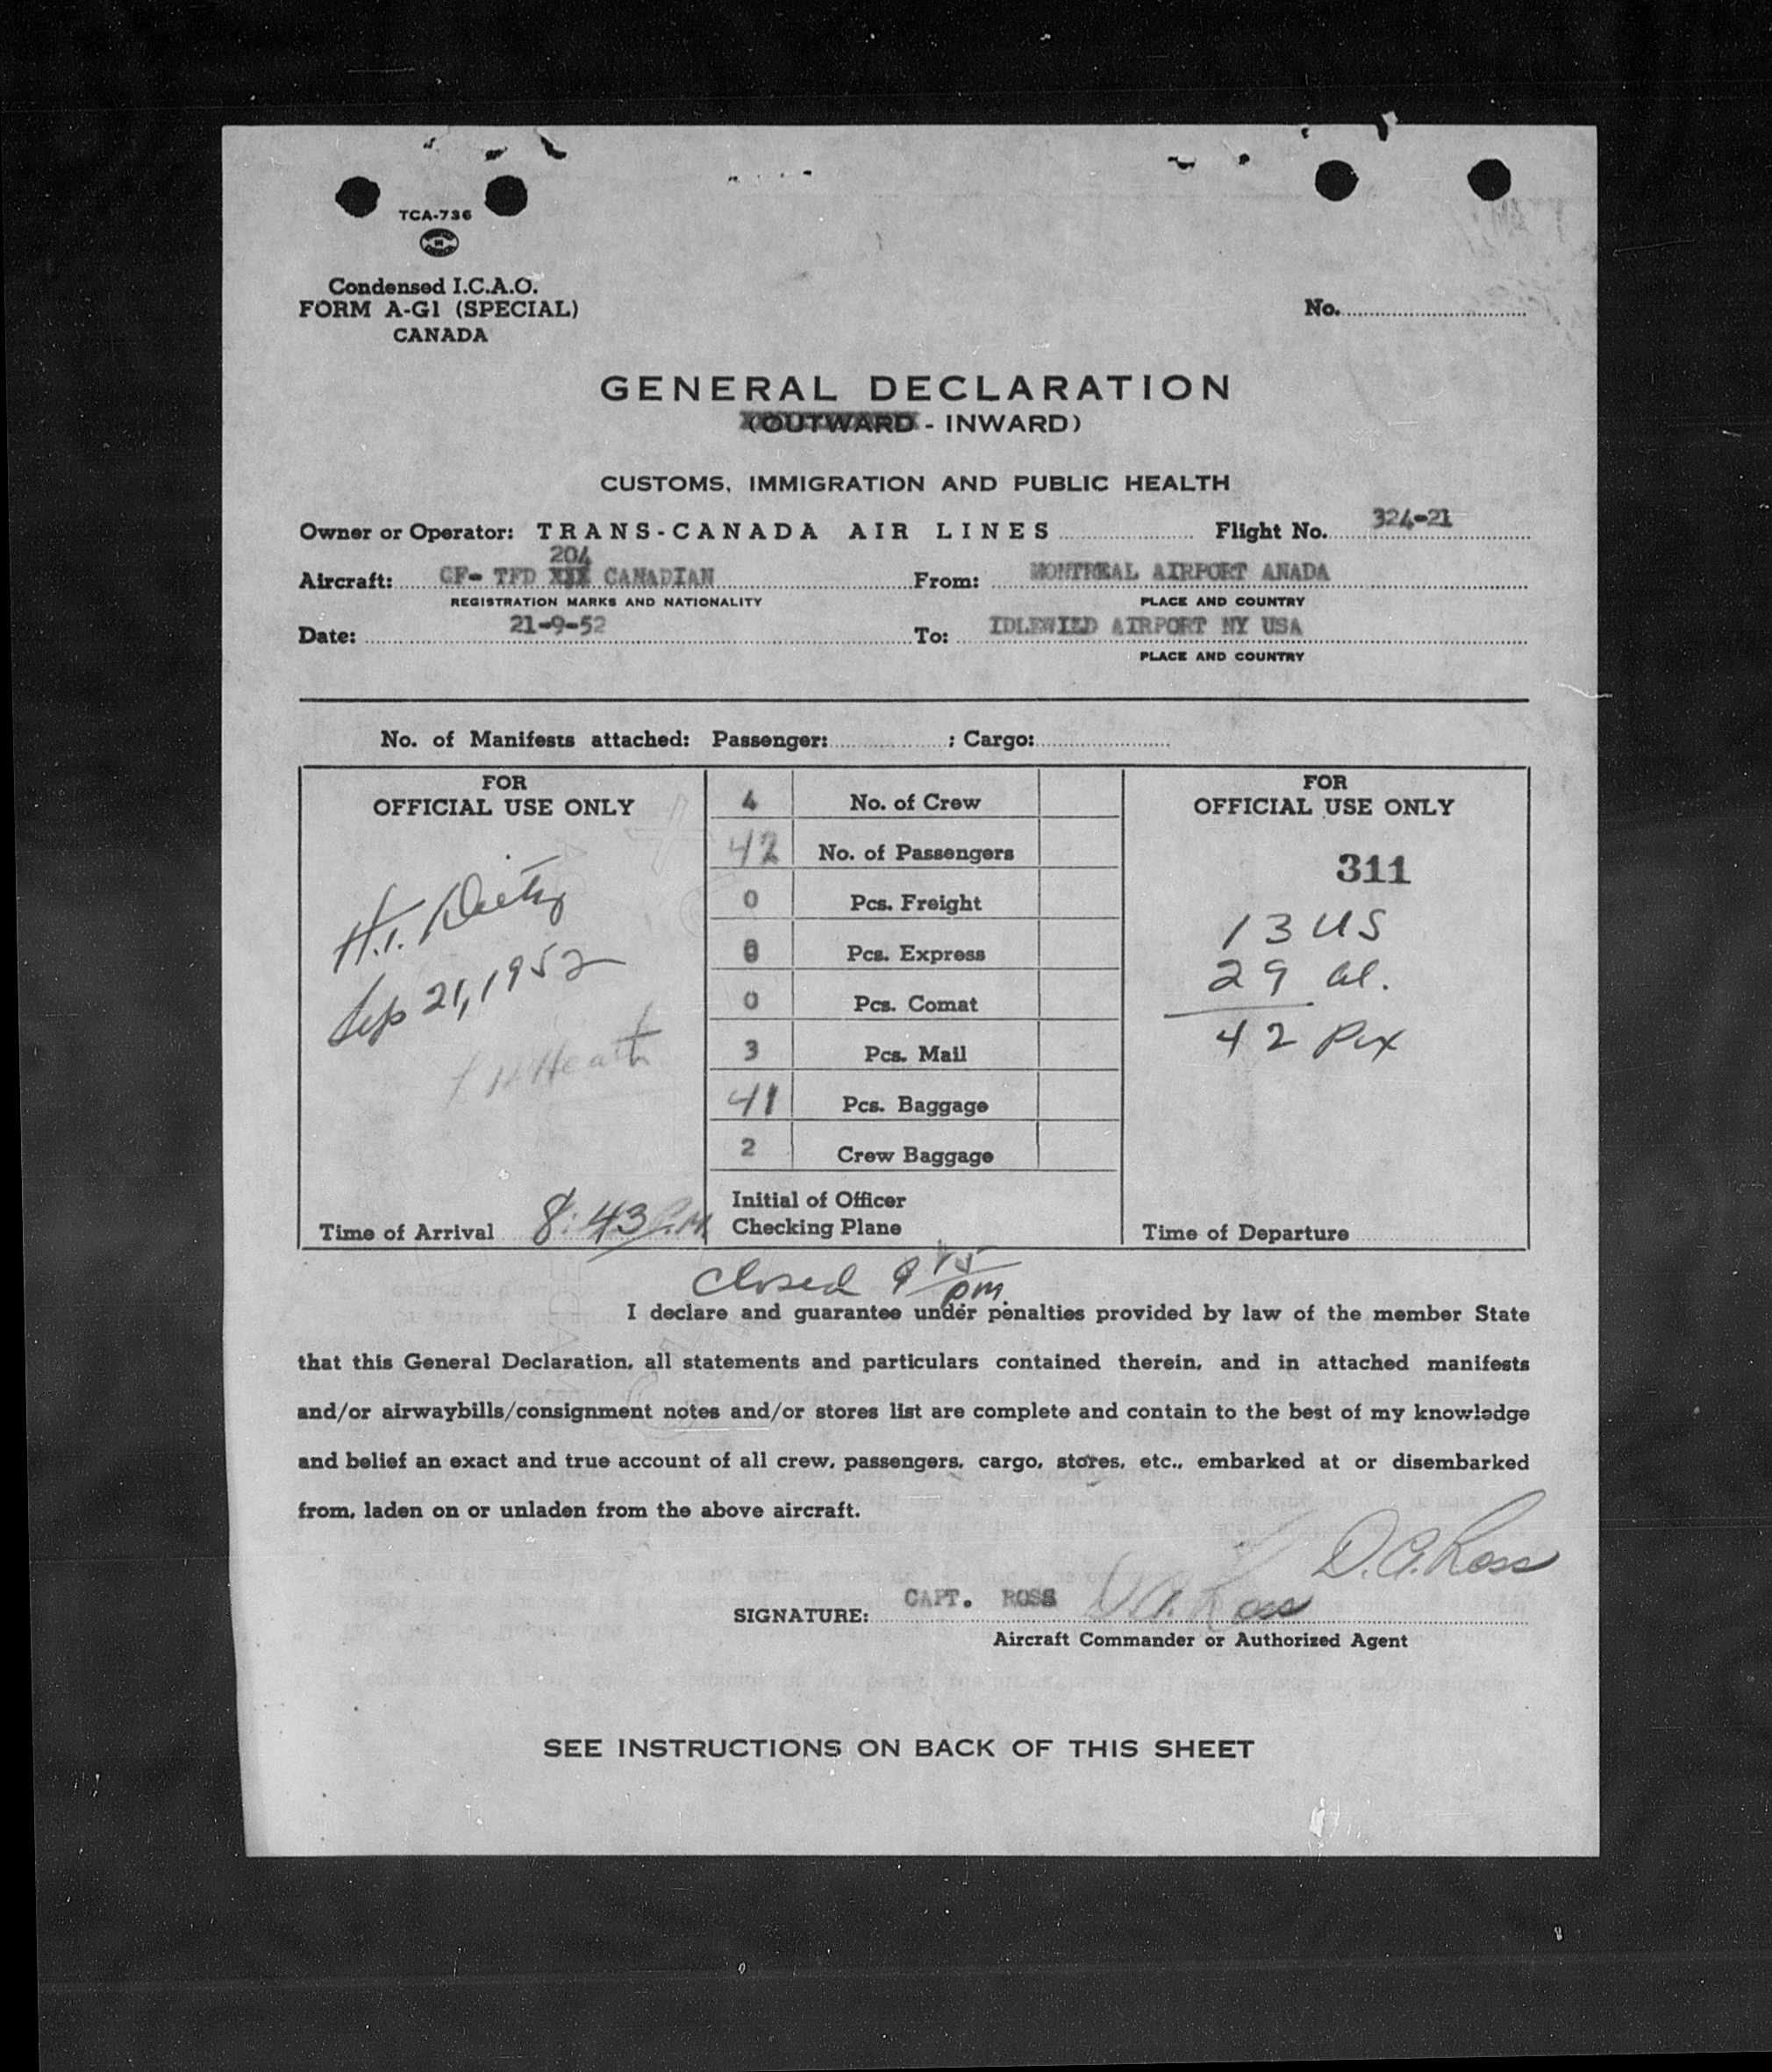 TCA-736
Condensed I.C.A.O.
FORM A-G1 (SPECIAL)
CANADA
No.
GENERAL DECLARATION
(OUTWARD - INWARD)
CUSTOMS, IMMIGRATION AND PUBLIC HEALTH
Owner or Operator: TRANS-CANADA AIR LINES Flight No. 324-21
204
Aircraft: CF- TFD XXX CANADIAN From: MONTREAL AIRPORT ANADA
REGISTRATION MARKS AND NATIONALITY PLACE AND COUNTRY
Date: 21-9-52 To: IDLEWILD AIRPORT NY USA
PLACE AND COUNTRY
No. of Manifests attached: Passenger: ; Cargo:
FOR
OFFICIAL USE ONLY
Sep 21, 1952
Time of Arrival 8:43 P.M.
4 No. of Crew
42 No. of Passengers
0 Pcs. Freight
0 Pcs. Express
0 Pcs. Comat
3 Pcs. Mail
41 Pcs. Baggage
2 Crew Baggage
Initial of Officer
Checking Plane
FOR
OFFICIAL USE ONLY
311
13 US
29 al.
42 Pax
Time of Departure
Closed 9 15 pm
I declare and guarantee under penalties provided by law of the member State
that this General Declaration, all statements and particulars contained therein, and in attached manifests
and/or airwaybills/consignment notes and/or stores list are complete and contain to the best of my knowledge
and belief an exact and true account of all crew, passengers, cargo, stores, etc., embarked at or disembarked
from, laden on or unladen from the above aircraft.
D.A. Ross
SIGNATURE: CAPT. ROSS D.A. Ross
Aircraft Commander or Authorized Agent
SEE INSTRUCTIONS ON BACK OF THIS SHEET